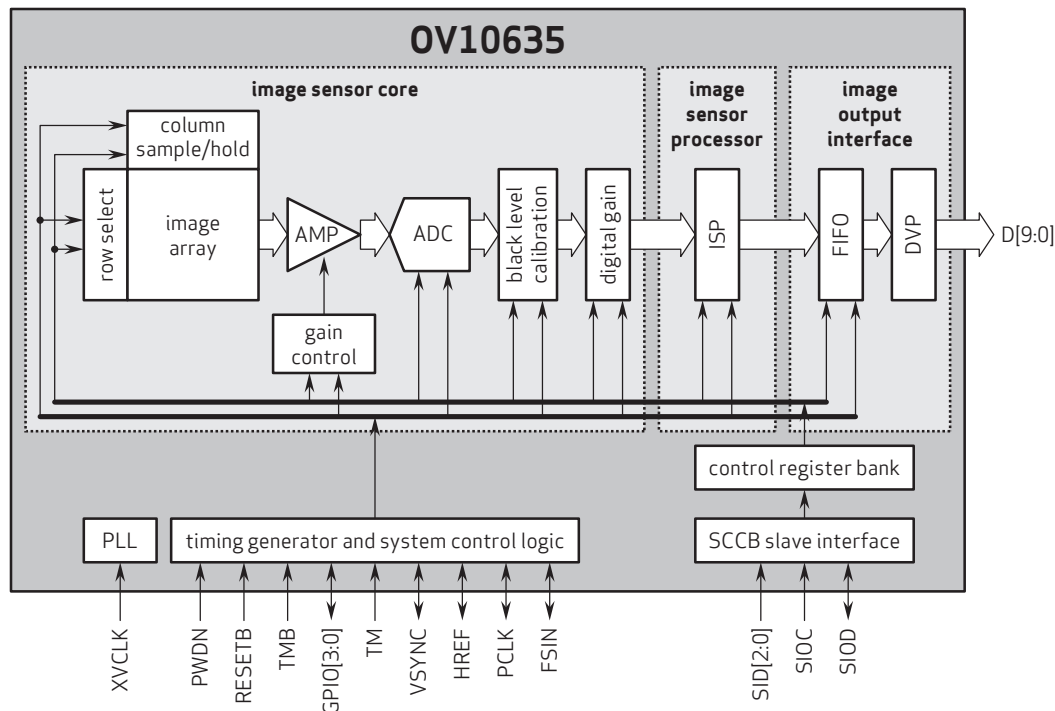 OV10635
image sensor core
image
sensor
processor
image
output
interface
column
sample/hold
row select
image
array
AMP
ADC
black level
calibration
digital gain
ISP
FIFO
DVP
D[9:0]
gain
control
control register bank
PLL
timing generator and system control logic
SCCB slave interface
XVCLK
PWDN
RESETB
TMB
GPIO[3:0]
TM
VSYNC
HREF
PCLK
FSIN
SID[2:0]
SIOC
SIOD